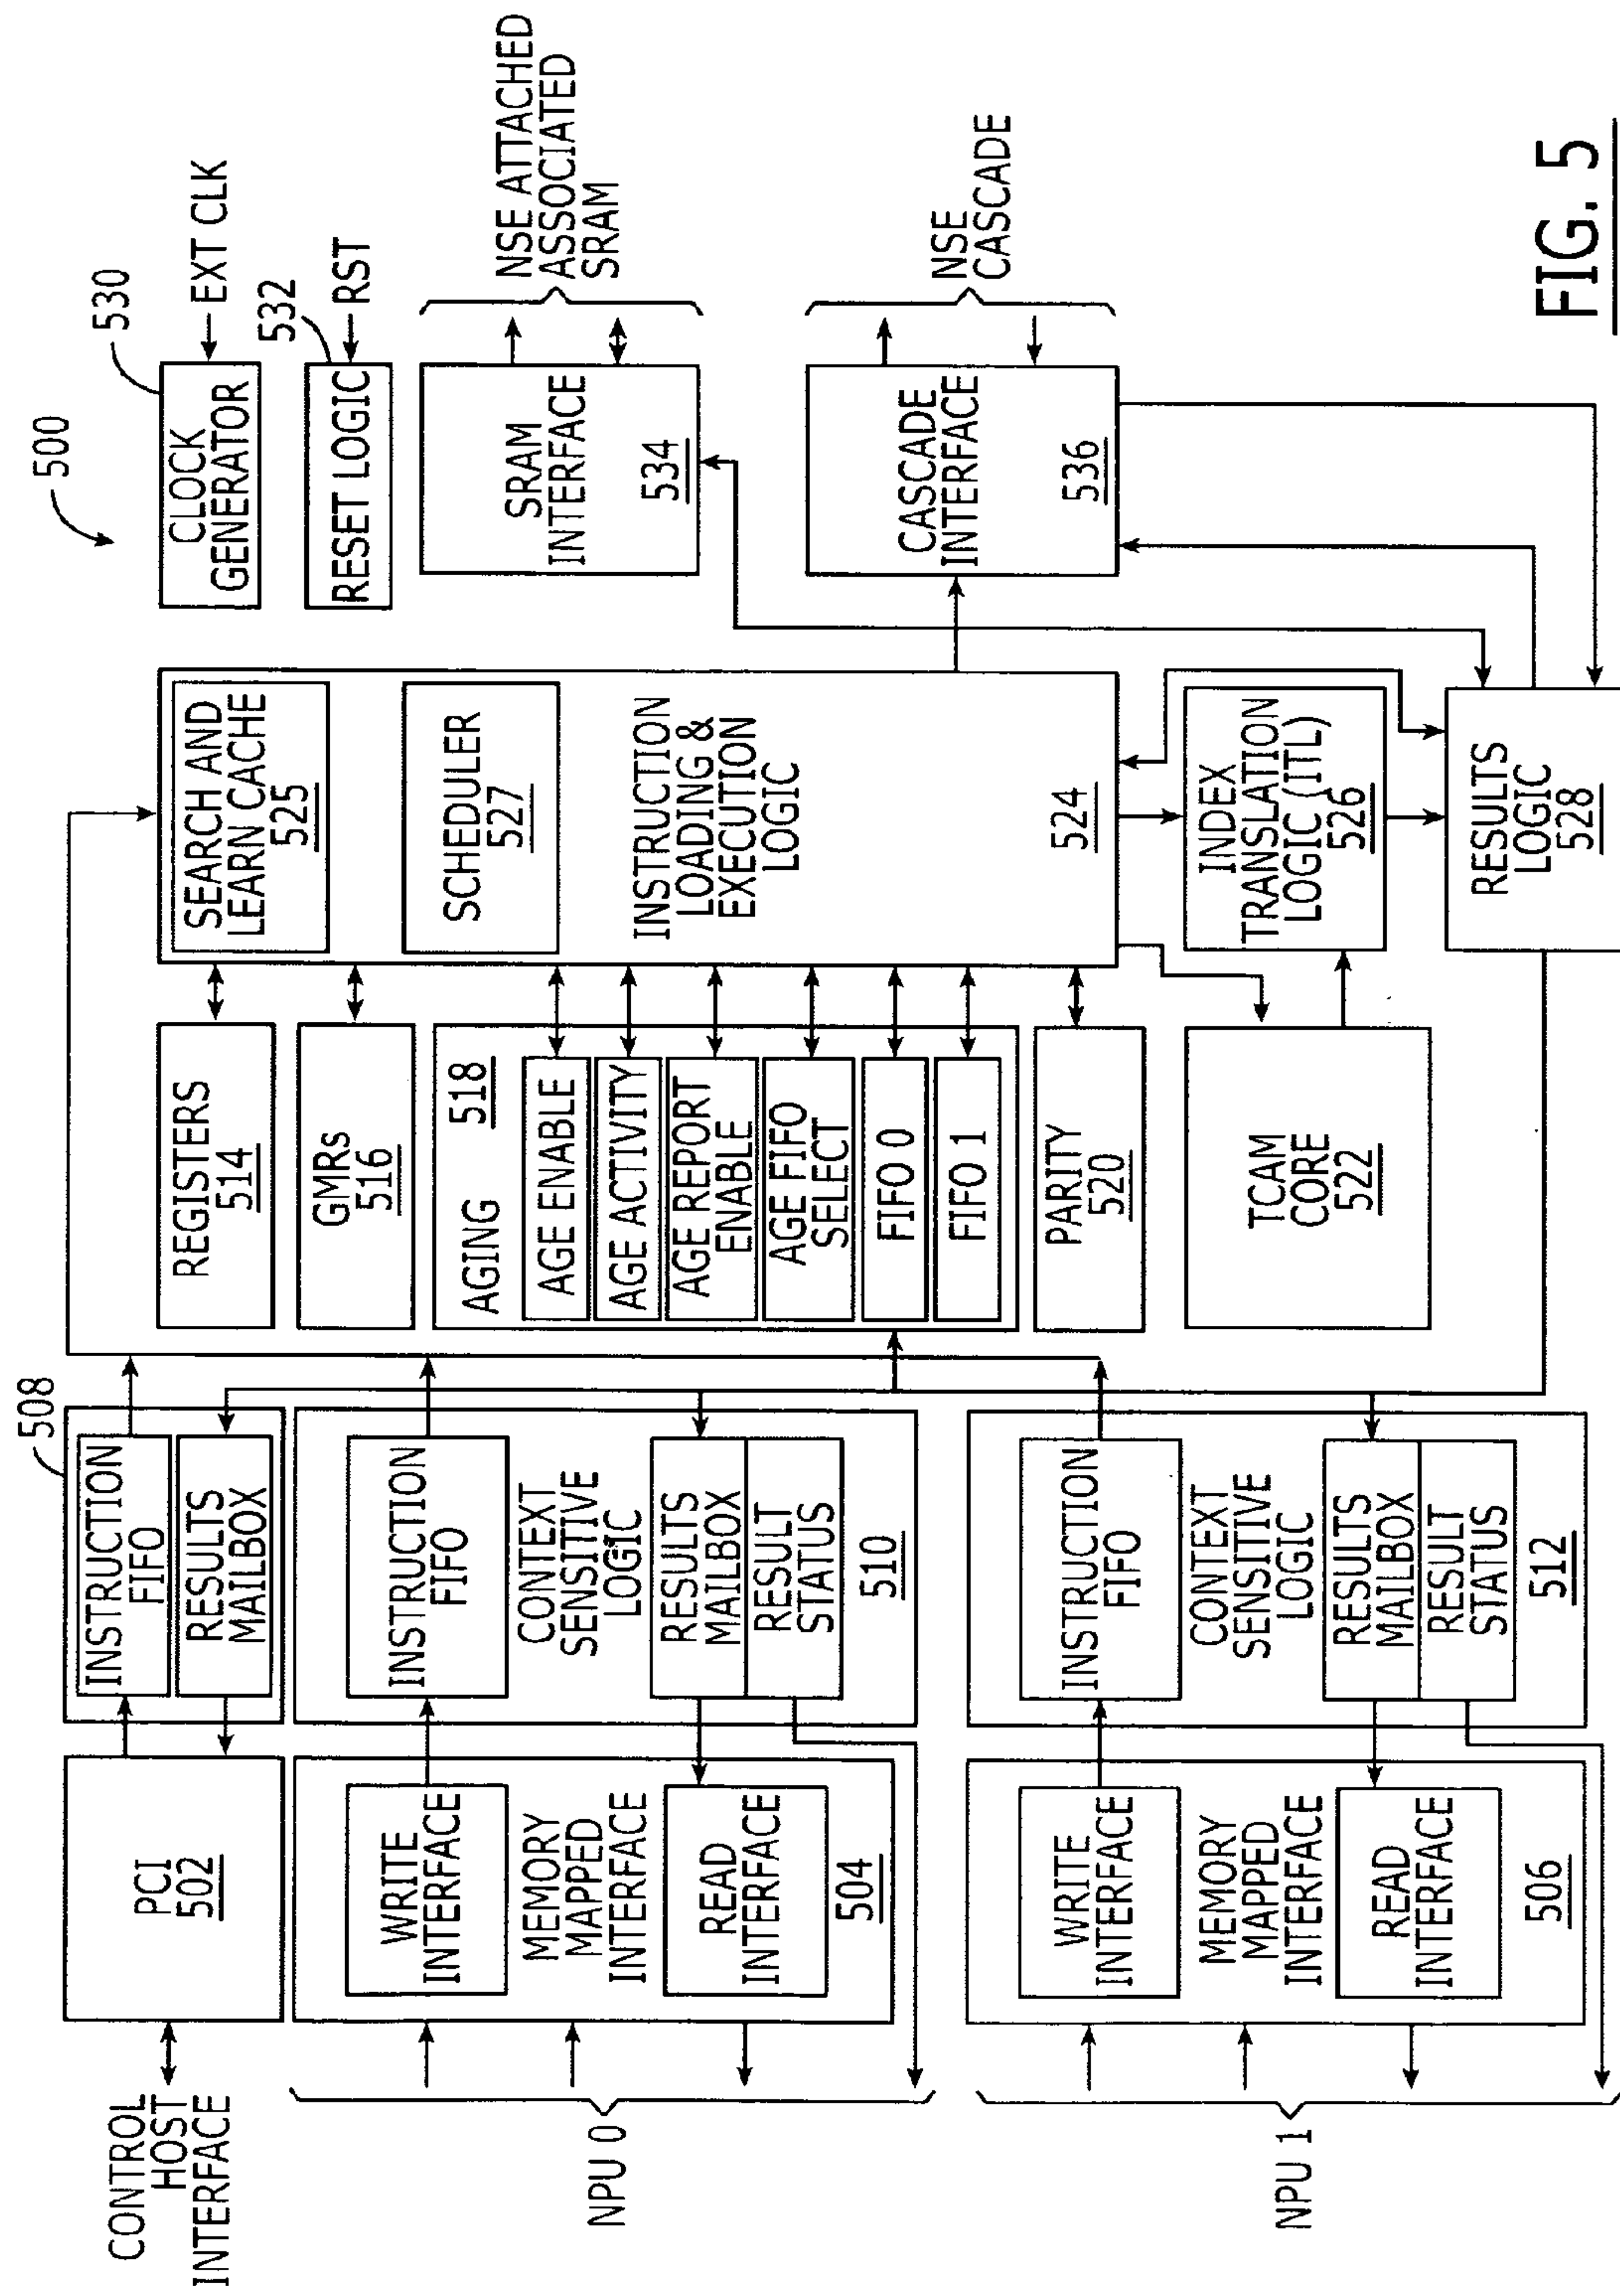 500
CONTROL
HOST
INTERFACE
PCI
502
508
INSTRUCTION
FIFO
RESULTS
MAILBOX
REGISTERS
514
SEARCH AND
LEARN CACHE
525
CLOCK
GENERATOR
530
EXT CLK
GMRs
516
RESET LOGIC
532
RST
NPU 0
WRITE
INTERFACE
MEMORY
MAPPED
INTERFACE
READ
INTERFACE
504
INSTRUCTION
FIFO
CONTEXT
SENSITIVE
LOGIC
RESULTS
MAILBOX
RESULT
STATUS
510
AGING
518
AGE ENABLE
AGE ACTIVITY
AGE REPORT
ENABLE
AGE FIFO
SELECT
FIFO 0
FIFO 1
SCHEDULER
527
INSTRUCTION
LOADING &
EXECUTION
LOGIC
524
SRAM
INTERFACE
534
NSE ATTACHED
ASSOCIATED
SRAM
CASCADE
INTERFACE
536
NSE
CASCADE
PARITY
520
NPU 1
WRITE
INTERFACE
MEMORY
MAPPED
INTERFACE
READ
INTERFACE
506
INSTRUCTION
FIFO
CONTEXT
SENSITIVE
LOGIC
RESULTS
MAILBOX
RESULT
STATUS
512
TCAM
CORE
522
INDEX
TRANSLATION
LOGIC (ITL)
526
RESULTS
LOGIC
528
FIG. 5